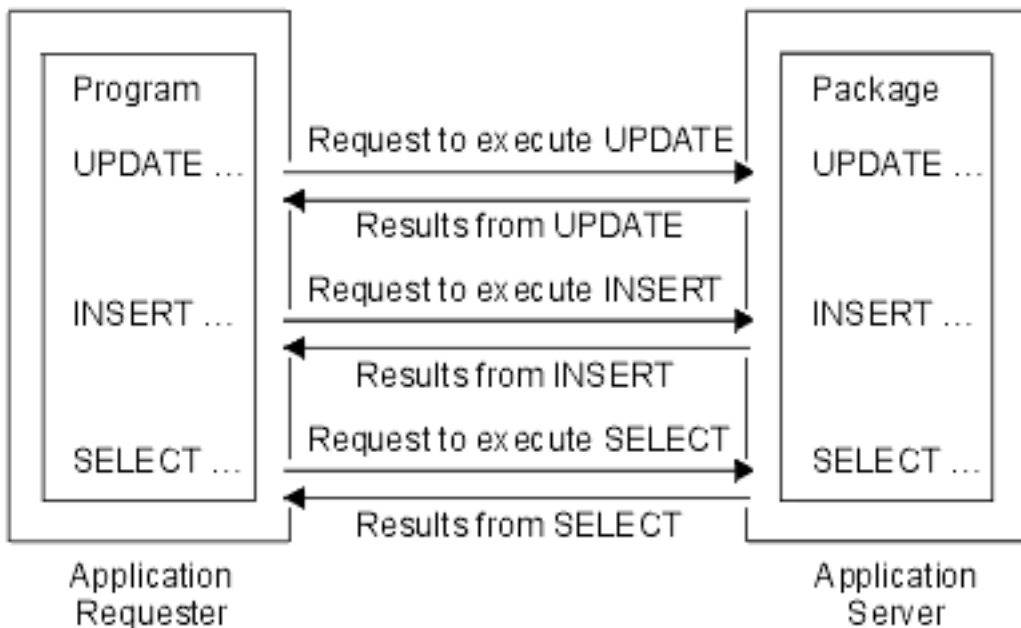 Program
Package
Request to execute UPDATE
UPDATE ...
UPDATE ...
Results from UPDATE
Request to execute INSERT
INSERT ...
INSERT ...
Results from INSERT
Request to execute SELECT
SELECT ...
SELECT ...
Results from SELECT
Application
Requester
Application
Server